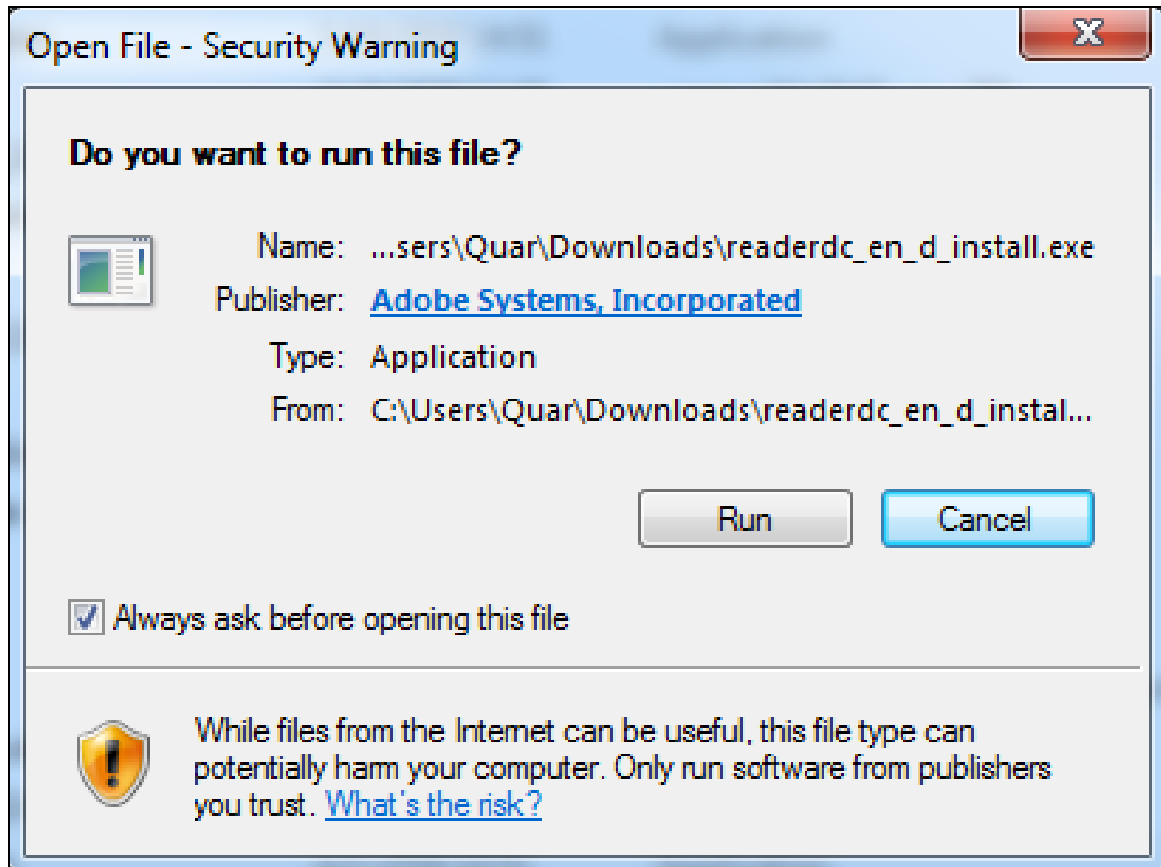 Open File - Security Warning
Do you want to run this file?
Name: ...sers\Quar\Downloads\readerdc_en_d_install.exe
Publisher: Adobe Systems, Incorporated
Type: Application
From: C:\Users\Quar\Downloads\readerdc_en_d_instal...
Run Cancel
Always ask before opening this file
While files from the Internet can be useful, this file type can
potentially harm your computer. Only run software from publishers
you trust. What's the risk?